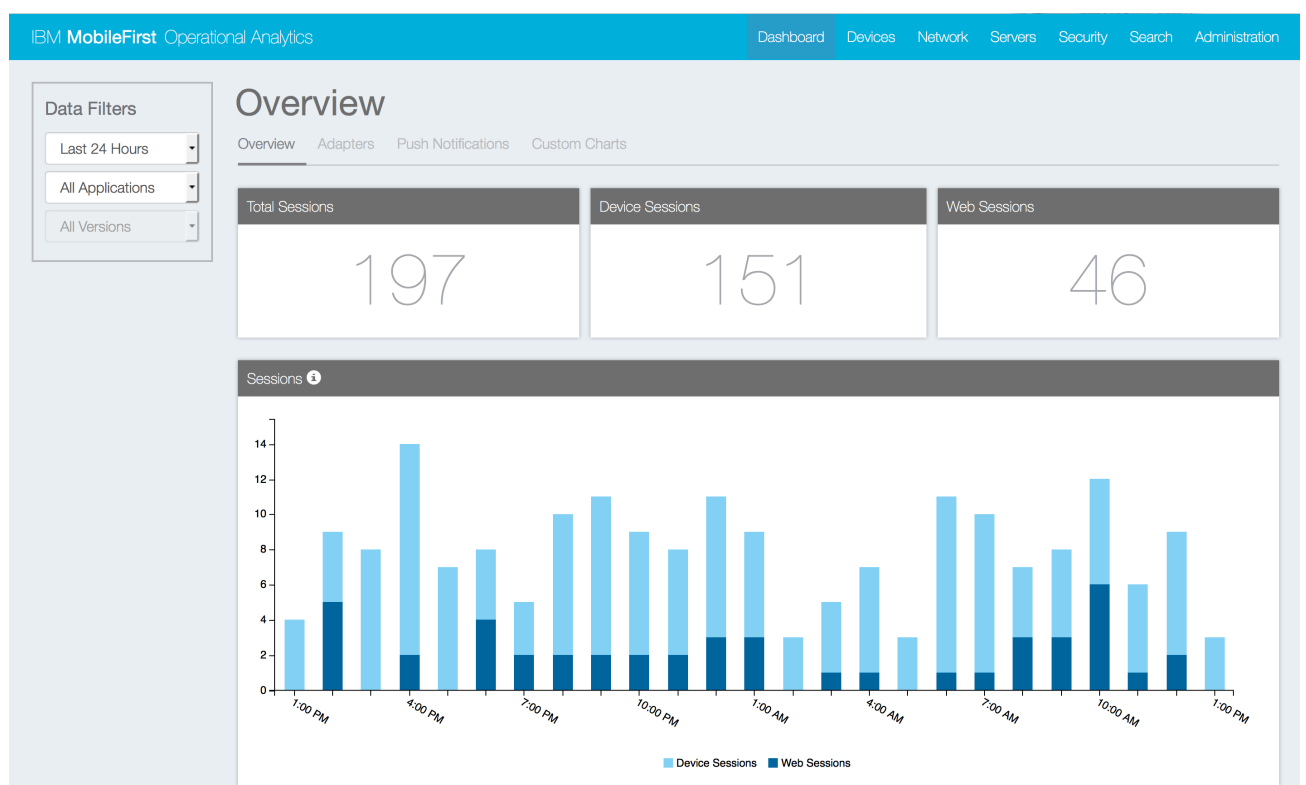 IBM MobileFirst Operational Analytics
Dashboard Devices Network Servers Security Search Administration
Data Filters
Last 24 Hours
All Applications
All Versions
Overview
Overview Adapters Push Notifications Custom Charts
Total Sessions
197
Device Sessions
151
Web Sessions
46
Sessions
14
12
10
8
6
4
2
0
1:00 PM 4:00 PM 7:00 PM 10:00 PM 1:00 AM 4:00 AM 7:00 AM 10:00 AM 1:00 PM
Device Sessions Web Sessions